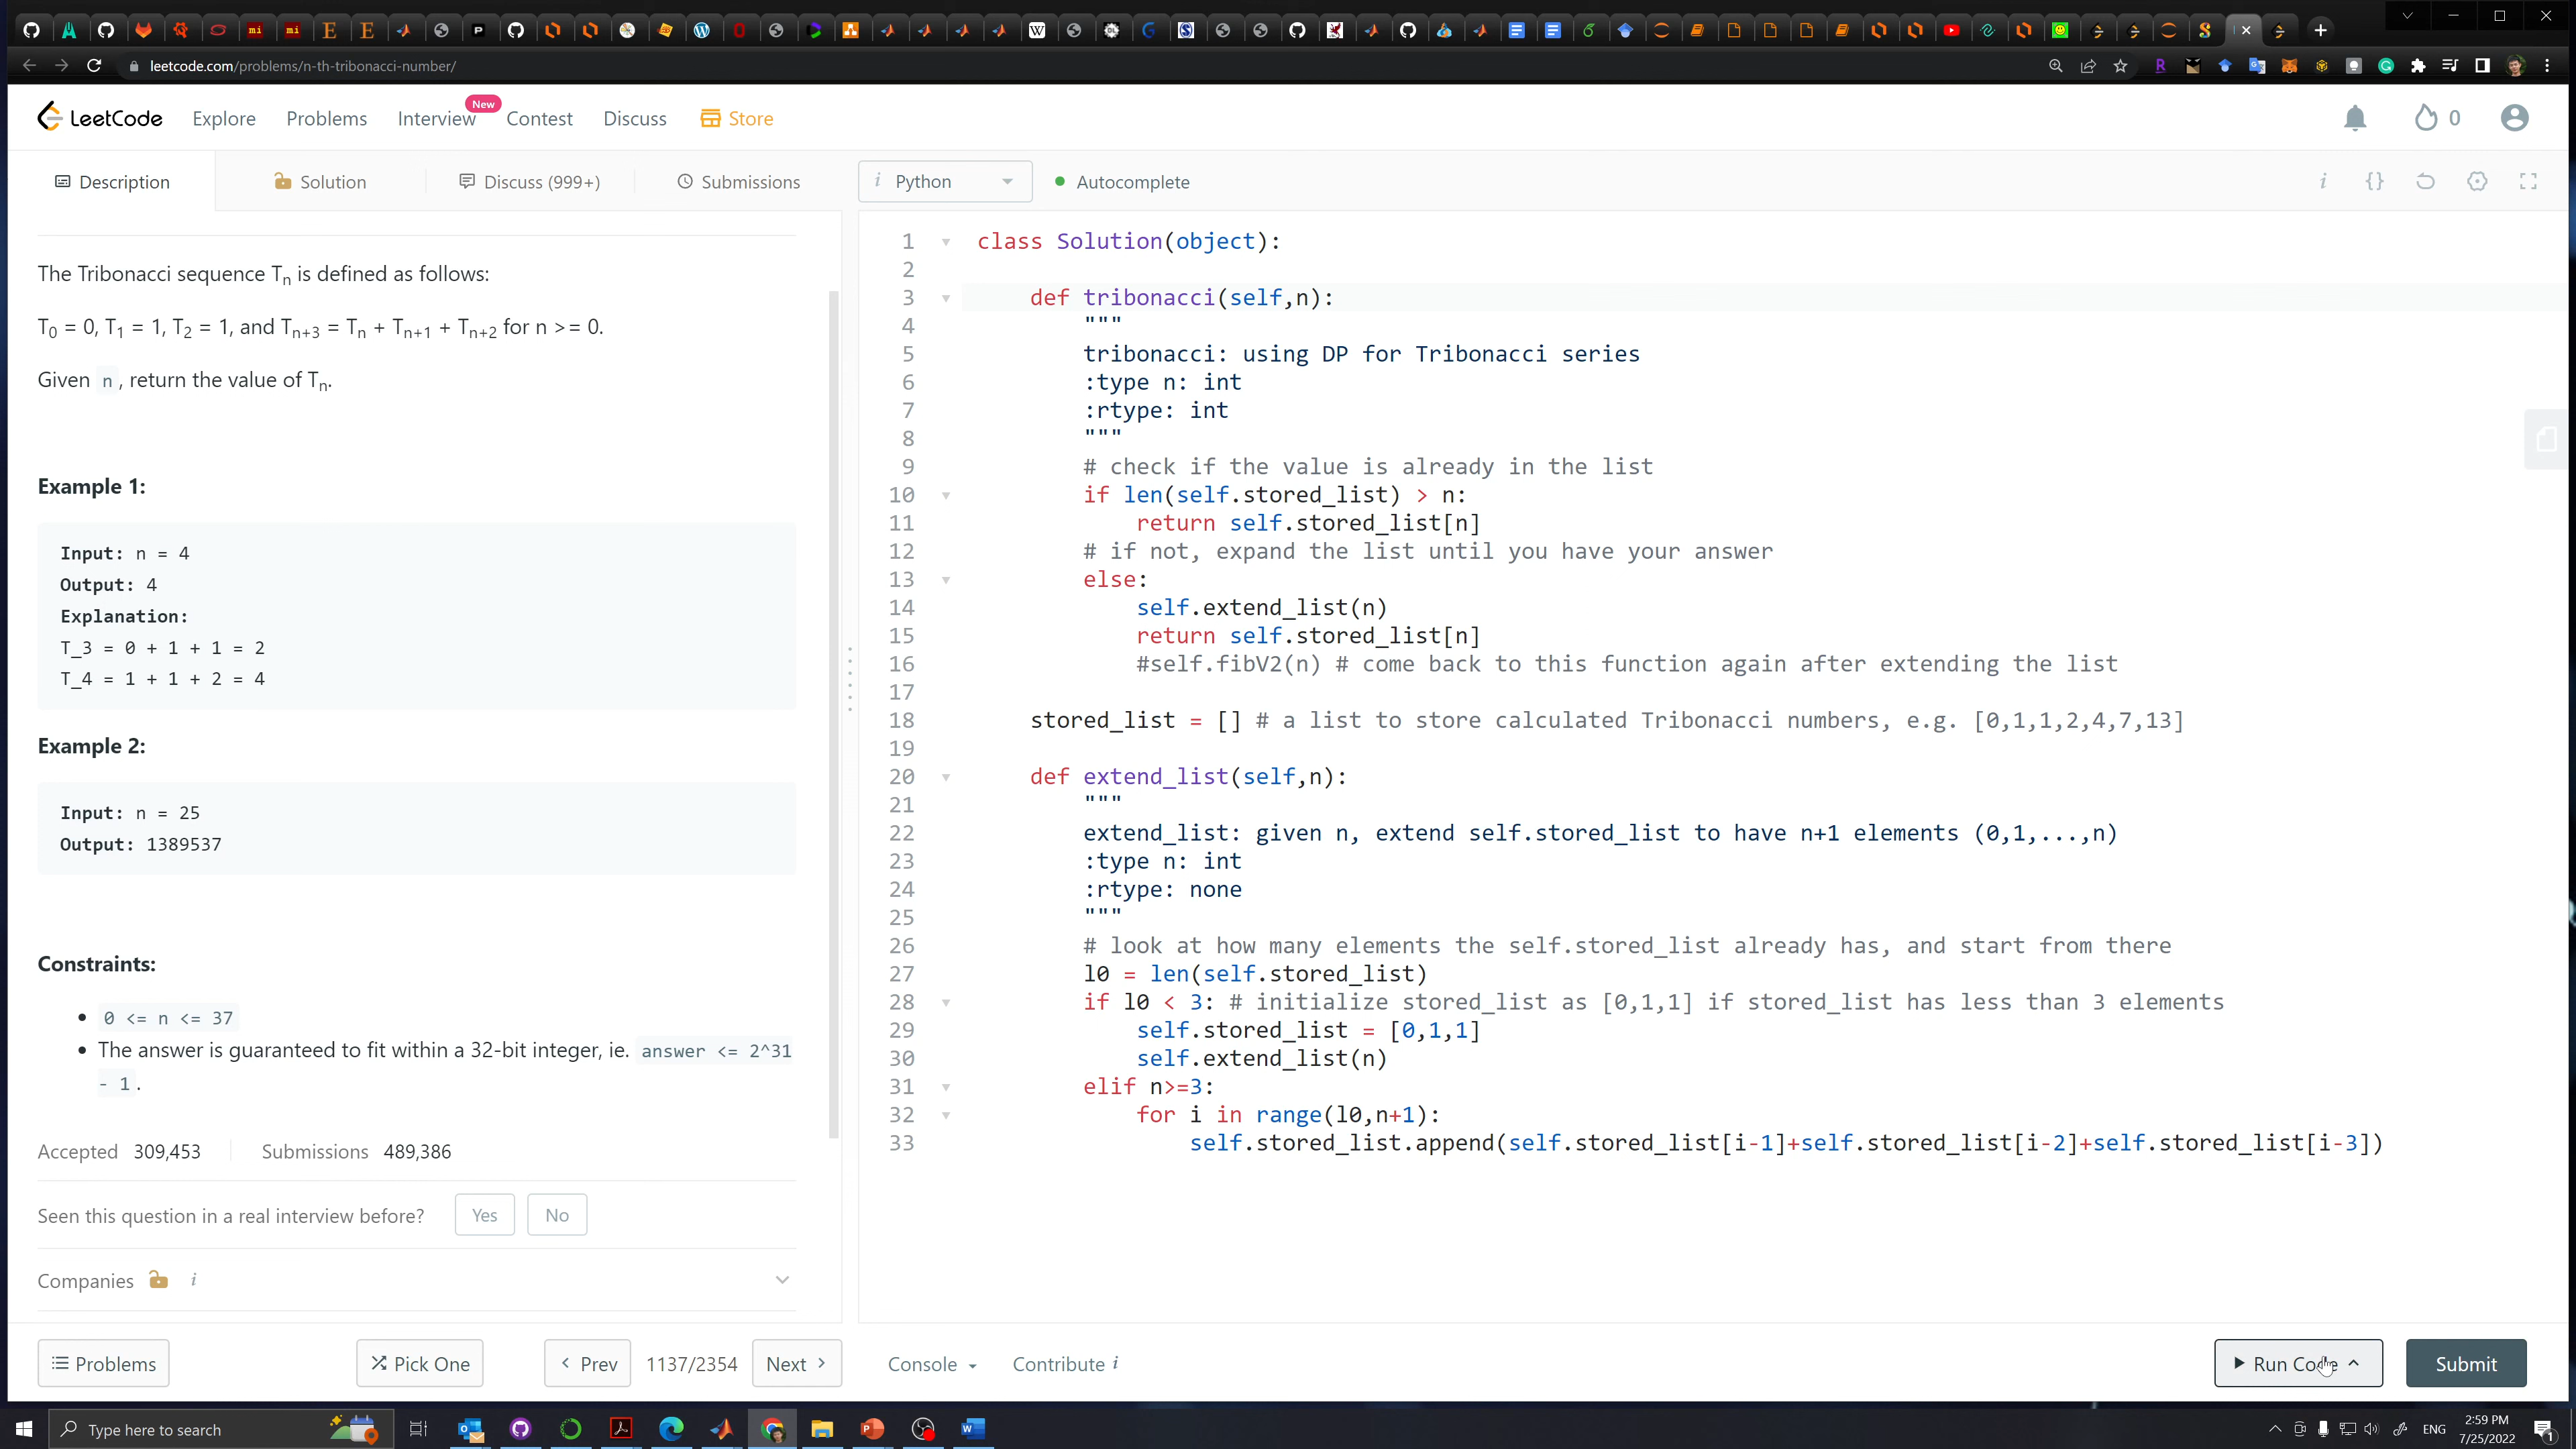 leetcode.com/problems/n-th-tribonacci-number/
LeetCode Explore Problems Interview New Contest Discuss Store 0
Description Solution Discuss (999+) Submissions
i Python Autocomplete
The Tribonacci sequence Tn is defined as follows:
T0 = 0, T1 = 1, T2 = 1, and Tn+3 = Tn + Tn+1 + Tn+2 for n >= 0.
Given n, return the value of Tn.
Example 1:
Input: n = 4
Output: 4
Explanation:
T_3 = 0 + 1 + 1 = 2
T_4 = 1 + 1 + 2 = 4
Example 2:
Input: n = 25
Output: 1389537
Constraints:
0 <= n <= 37
The answer is guaranteed to fit within a 32-bit integer, ie. answer <= 2^31
- 1.
Accepted 309,453 Submissions 489,386
Seen this question in a real interview before? Yes No
Companies i
1 class Solution(object):
2
3 def tribonacci(self,n):
4 """
5 tribonacci: using DP for Tribonacci series
6 :type n: int
7 :rtype: int
8 """
9 # check if the value is already in the list
10 if len(self.stored_list) > n:
11 return self.stored_list[n]
12 # if not, expand the list until you have your answer
13 else:
14 self.extend_list(n)
15 return self.stored_list[n]
16 #self.fibV2(n) # come back to this function again after extending the list
17
18 stored_list = [] # a list to store calculated Tribonacci numbers, e.g. [0,1,1,2,4,7,13]
19
20 def extend_list(self,n):
21 """
22 extend_list: given n, extend self.stored_list to have n+1 elements (0,1,...,n)
23 :type n: int
24 :rtype: none
25 """
26 # look at how many elements the self.stored_list already has, and start from there
27 l0 = len(self.stored_list)
28 if l0 < 3: # initialize stored_list as [0,1,1] if stored_list has less than 3 elements
29 self.stored_list = [0,1,1]
30 self.extend_list(n)
31 elif n>=3:
32 for i in range(l0,n+1):
33 self.stored_list.append(self.stored_list[i-1]+self.stored_list[i-2]+self.stored_list[i-3])
Problems Pick One Prev 1137/2354 Next Console Contribute i Run Code Submit
Type here to search
ENG
2:59 PM
7/25/2022
1